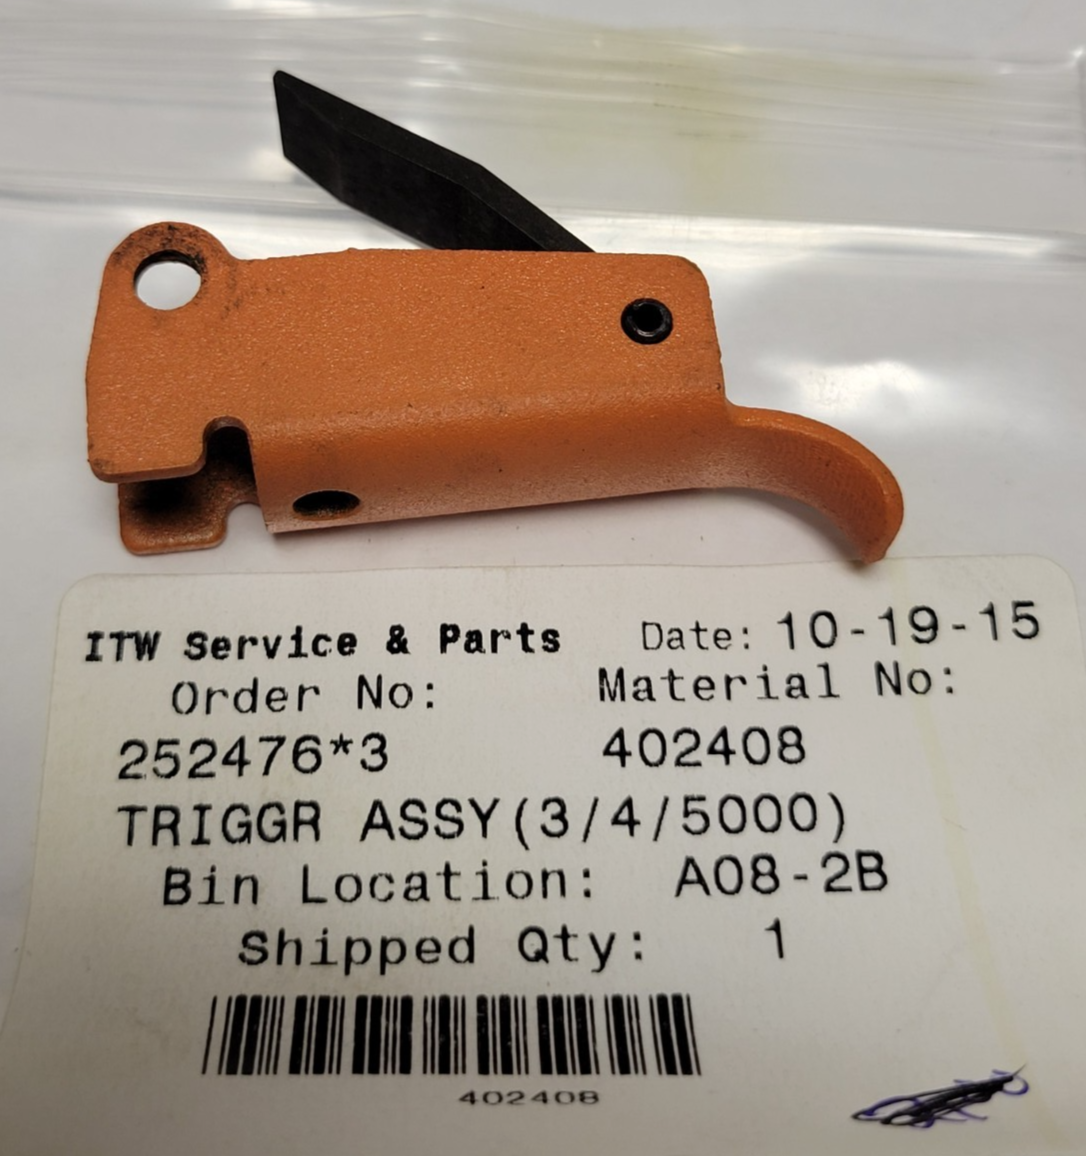 ITW Service & Parts Date: 10-19-15
Order No: Material No:
252476*3 402408
TRIGGR ASSY(3/4/5000)
Bin Location: A08-2B
Shipped Qty: 1
402408